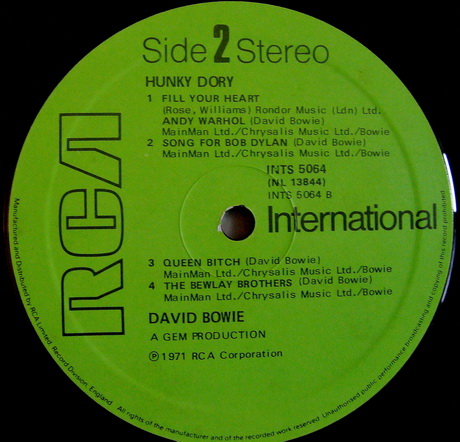 Side 2 Stereo
HUNKY DORY
1 FILL YOUR HEART
(Rose, Williams) Rondor Music (Ldn) Ltd.
ANDY WARHOL (David Bowie)
MainMan Ltd./Chrysalis Music Ltd./Bowie
2 SONG FOR BOB DYLAN (David Bowie)
MainMan Ltd./Chrysalis Music Ltd./Bowie
INTS 5064
(NL 13844)
INTS 5064 B
RCA
International
3 QUEEN BITCH (David Bowie)
MainMan Ltd./Chrysalis Music Ltd./Bowie
4 THE BEWLAY BROTHERS (David Bowie)
MainMan Ltd./Chrysalis Music Ltd./Bowie
DAVID BOWIE
A GEM PRODUCTION
Ⓟ 1971 RCA Corporation
Manufactured and Distributed by RCA Limited, Record Division, England. All rights of the manufacturer and of the recorded work reserved. Unauthorised public performance broadcasting and copying of this record prohibited